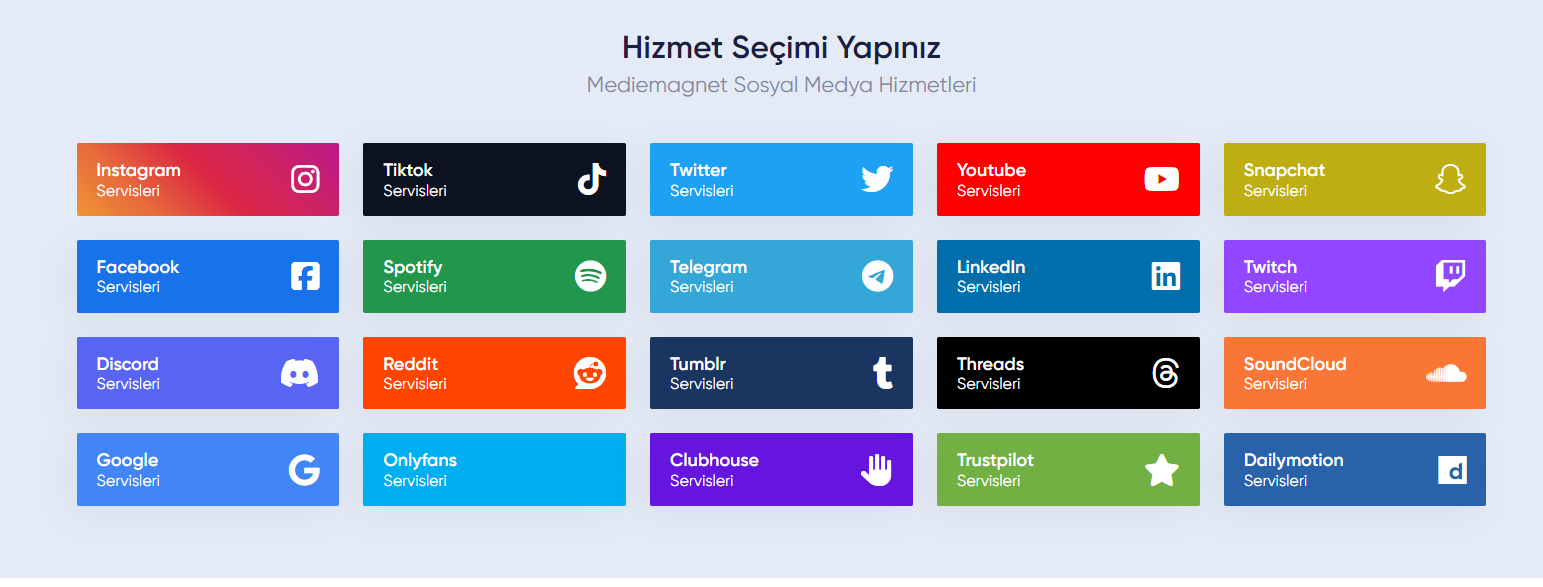 Hizmet Seçimi Yapınız
Mediemagnet Sosyal Medya Hizmetleri
Instagram
Servisleri
Tiktok
Servisleri
Twitter
Servisleri
Youtube
Servisleri
Snapchat
Servisleri
Facebook
Servisleri
Spotify
Servisleri
Telegram
Servisleri
LinkedIn
Servisleri
in
Twitch
Servisleri
Discord
Servisleri
Reddit
Servisleri
Tumblr
Servisleri
t
Threads
Servisleri
SoundCloud
Servisleri
Google
Servisleri
G
Onlyfans
Servisleri
Clubhouse
Servisleri
Trustpilot
Servisleri
Dailymotion
Servisleri
d